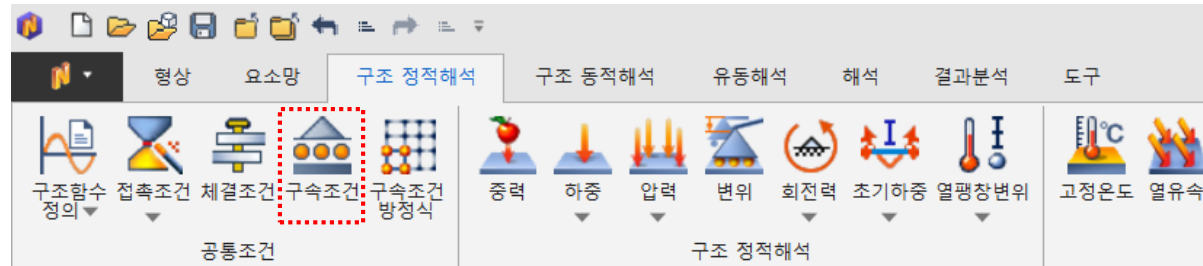 형상 요소망 구조 정적해석 구조 동적해석 유동해석 해석 결과분석 도구
구조함수 정의 접촉조건 체결조건 구속조건 구속조건 방정식 중력 하중 압력 변위 회전력 초기하중 열팽창변위 고정온도 열유속
공통조건 구조 정적해석